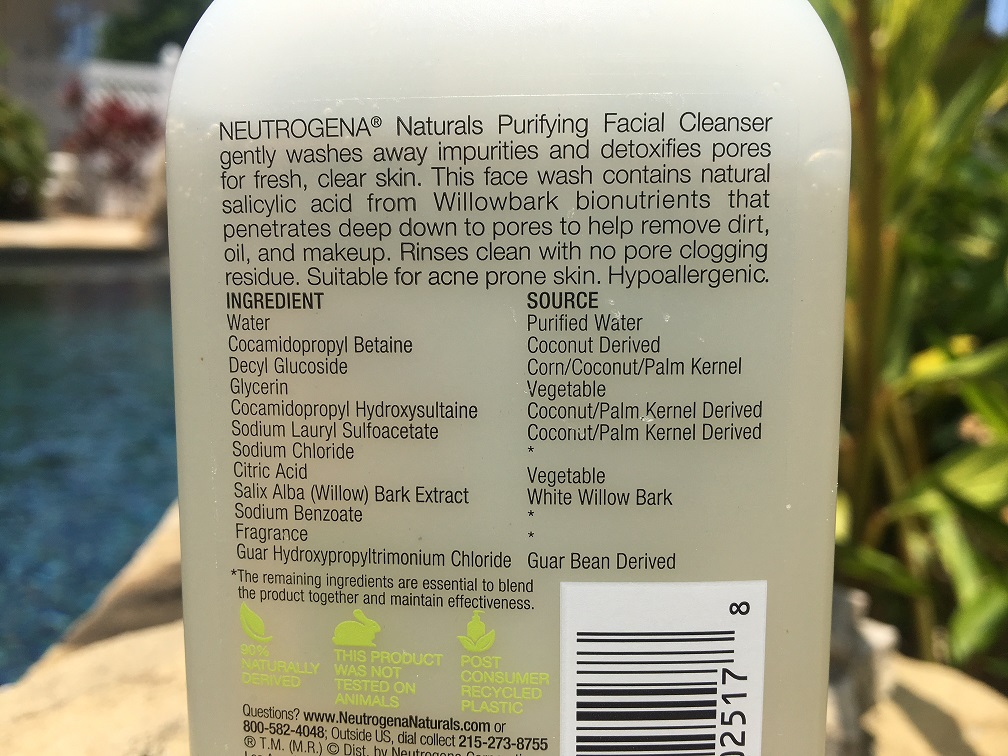 NEUTROGENA® Naturals Purifying Facial Cleanser
gently washes away impurities and detoxifies pores
for fresh, clear skin. This face wash contains natural
salicylic acid from Willowbark bionutrients that
penetrates deep down to pores to help remove dirt,
oil, and makeup. Rinses clean with no pore clogging
residue. Suitable for acne prone skin. Hypoallergenic.
INGREDIENT SOURCE
Water Purified Water
Cocamidopropyl Betaine Coconut Derived
Decyl Glucoside Corn/Coconut/Palm Kernel
Glycerin Vegetable
Cocamidopropyl Hydroxysultaine Coconut/Palm Kernel Derived
Sodium Lauryl Sulfoacetate Coconut/Palm Kernel Derived
Sodium Chloride *
Citric Acid Vegetable
Salix Alba (Willow) Bark Extract White Willow Bark
Sodium Benzoate *
Fragrance *
Guar Hydroxypropyltrimonium Chloride Guar Bean Derived
*The remaining ingredients are essential to blend
the product together and maintain effectiveness.
90%
NATURALLY
DERIVED
THIS PRODUCT
WAS NOT
TESTED ON
ANIMALS
POST
CONSUMER
RECYCLED
PLASTIC
Questions? www.NeutrogenaNaturals.com or
800-582-4048; Outside US, dial collect 215-273-8755
® T.M. (M.R.) © Dist. by Neutrogena
02517 8